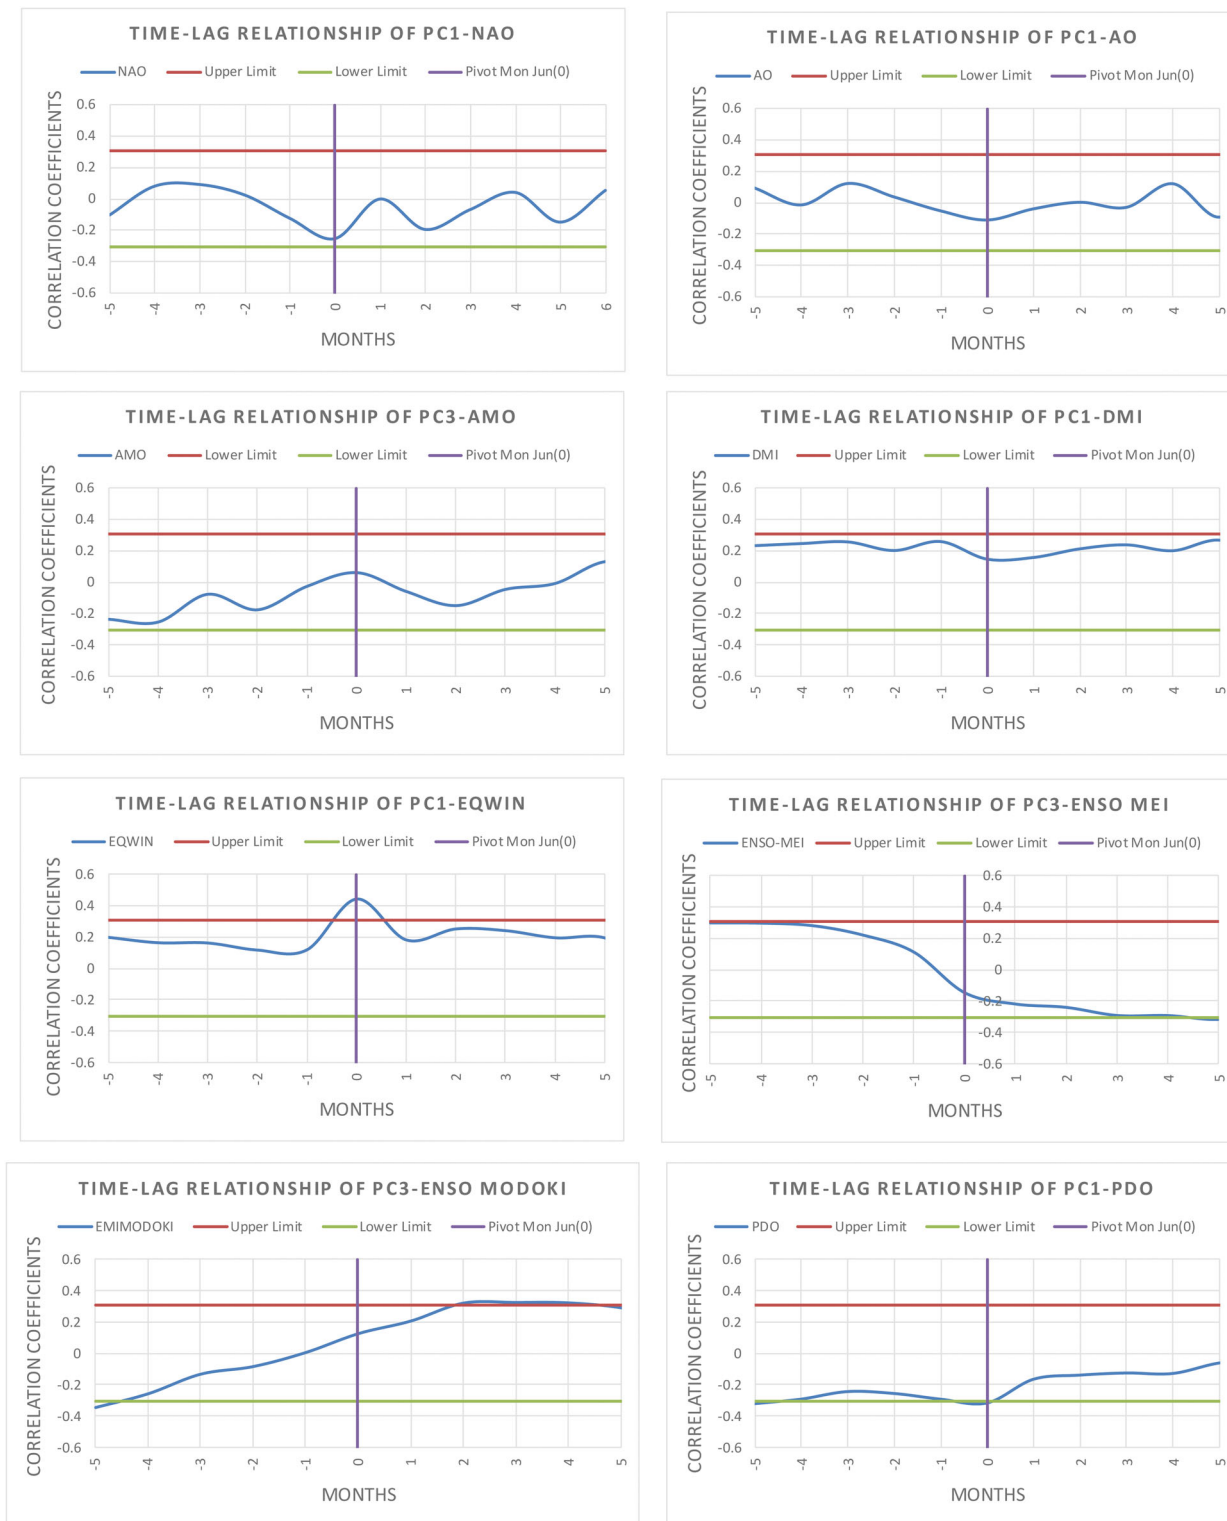 TIME-LAG RELATIONSHIP OF PC1-NAO
NAO Upper Limit Lower Limit Pivot Mon Jun(0)
CORRELATION COEFFICIENTS
0.6
0.4
0.2
0
-0.2
-0.4
-0.6
-5 -4 -3 -2 -1 0 1 2 3 4 5 6
MONTHS
TIME-LAG RELATIONSHIP OF PC1-AO
AO Upper Limit Lower Limit Pivot Mon Jun(0)
CORRELATION COEFFICIENTS
0.6
0.4
0.2
0
-0.2
-0.4
-0.6
-5 -4 -3 -2 -1 0 1 2 3 4 5
MONTHS
TIME-LAG RELATIONSHIP OF PC3-AMO
AMO Lower Limit Lower Limit Pivot Mon Jun(0)
CORRELATION COEFFICIENTS
0.6
0.4
0.2
0
-0.2
-0.4
-0.6
-5 -4 -3 -2 -1 0 1 2 3 4 5
MONTHS
TIME-LAG RELATIONSHIP OF PC1-DMI
DMI Upper Limit Lower Limit Pivot Mon Jun(0)
CORRELATION COEFFICIENTS
0.6
0.4
0.2
0
-0.2
-0.4
-0.6
-5 -4 -3 -2 -1 0 1 2 3 4 5
MONTHS
TIME-LAG RELATIONSHIP OF PC1-EQWIN
EQWIN Upper Limit Lower Limit Pivot Mon Jun(0)
CORRELATION COEFFICIENTS
0.6
0.4
0.2
0
-0.2
-0.4
-0.6
-5 -4 -3 -2 -1 0 1 2 3 4 5
MONTHS
TIME-LAG RELATIONSHIP OF PC3-ENSO MEI
ENSO-MEI Upper Limit Lower Limit Pivot Mon Jun(0)
CORRELATION COEFFICIENTS
0.6
0.4
0.2
0
-0.2
-0.4
-0.6
-5 -4 -3 -2 -1 0 1 2 3 4 5
MONTHS
TIME-LAG RELATIONSHIP OF PC3-ENSO MODOKI
EMIMODOKI Upper Limit Lower Limit Pivot Mon Jun(0)
CORRELATION COEFFICIENTS
0.6
0.4
0.2
0
-0.2
-0.4
-0.6
-5 -4 -3 -2 -1 0 1 2 3 4 5
MONTHS
TIME-LAG RELATIONSHIP OF PC1-PDO
PDO Upper Limit Lower Limit Pivot Mon Jun(0)
CORRELATION COEFFICIENTS
0.6
0.4
0.2
0
-0.2
-0.4
-0.6
-5 -4 -3 -2 -1 0 1 2 3 4 5
MONTHS